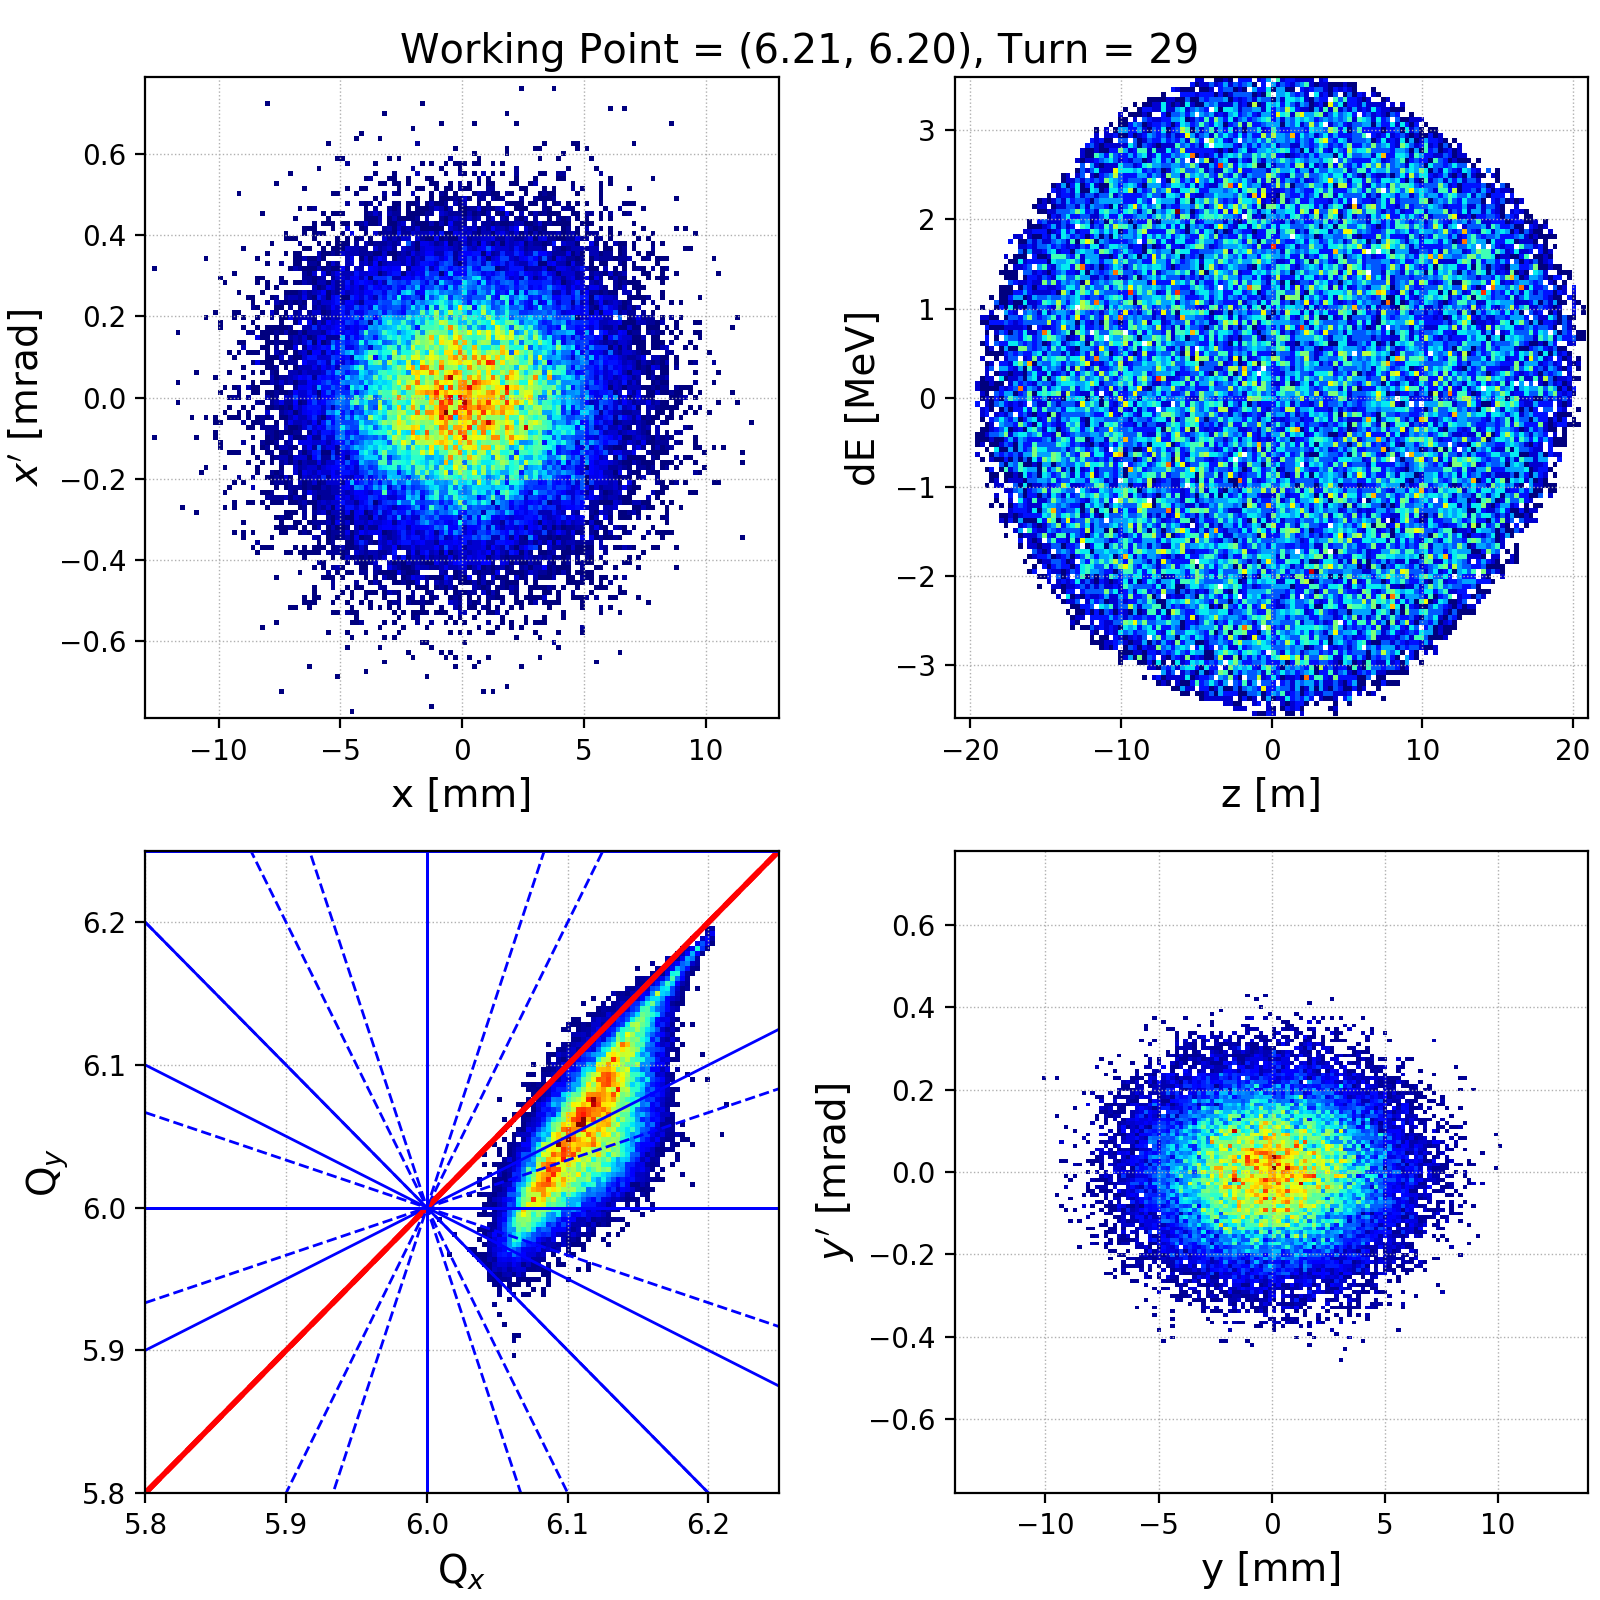 Working Point = (6.21, 6.20), Turn = 29
0.6
0.4
0.2
0.0
−0.2
−0.4
−0.6
x′ [mrad]
−10 −5 0 5 10
x [mm]
3
2
1
0
−1
−2
−3
dE [MeV]
−20 −10 0 10 20
z [m]
6.2
6.1
6.0
5.9
5.8
Qy
5.8 5.9 6.0 6.1 6.2
Qx
0.6
0.4
0.2
0.0
−0.2
−0.4
−0.6
y′ [mrad]
−10 −5 0 5 10
y [mm]